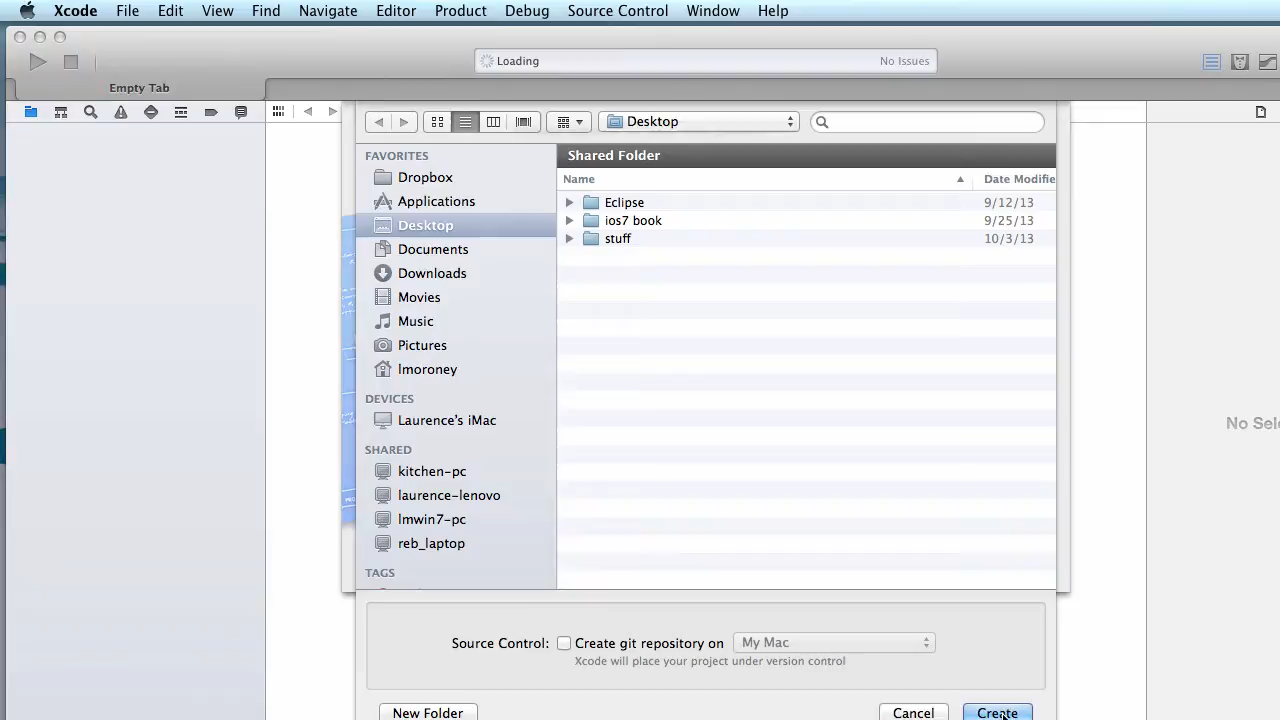 Xcode File Edit View Find Navigate Editor Product Debug Source Control Window Help
Loading No Issues
Empty Tab
Desktop
FAVORITES
Dropbox
Applications
Desktop
Documents
Downloads
Movies
Music
Pictures
lmoroney
DEVICES
Laurence's iMac
SHARED
kitchen-pc
laurence-lenovo
lmwin7-pc
reb_laptop
TAGS
Shared Folder
Name Date Modifie
Eclipse 9/12/13
ios7 book 9/25/13
stuff 10/3/13
No Sele
Source Control: Create git repository on My Mac
Xcode will place your project under version control
New Folder Cancel Create